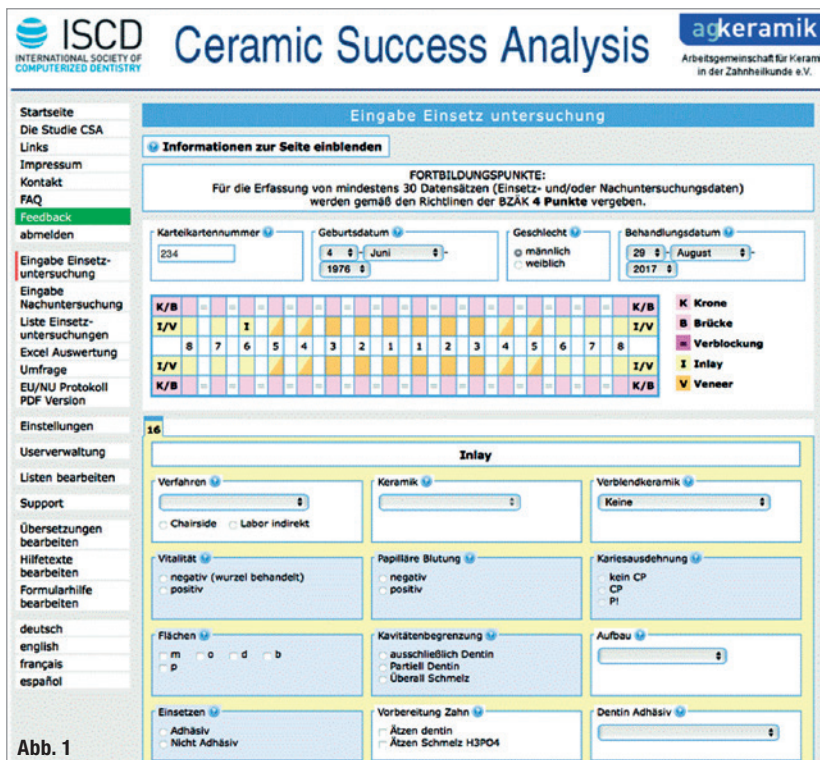 ISCD
INTERNATIONAL SOCIETY OF
COMPUTERIZED DENTISTRY
Ceramic Success Analysis
agkeramik
Arbeitsgemeinschaft für Keram
in der Zahnheilkunde e.V.
Startseite
Die Studie CSA
Links
Impressum
Kontakt
FAQ
Feedback
abmelden
Eingabe Einsetz-
untersuchung
Eingabe
Nachuntersuchung
Liste Einsetz-
untersuchungen
Excel Auswertung
Umfrage
EU/NU Protokoll
PDF Version
Einstellungen
Userverwaltung
Listen bearbeiten
Support
Übersetzungen
bearbeiten
Hilfetexte
bearbeiten
Formularhilfe
bearbeiten
deutsch
english
français
español
Eingabe Einsetz untersuchung
Informationen zur Seite einblenden
FORTBILDUNGSPUNKTE:
Für die Erfassung von mindestens 30 Datensätzen (Einsetz- und/oder Nachuntersuchungsdaten)
werden gemäß den Richtlinen der BZÄK 4 Punkte vergeben.
Karteikartennummer
234
Geburtsdatum
4 - Juni -
1976
Geschlecht
männlich
weiblich
Behandlungsdatum
29 - August -
2017
K/B = = = = = = = = = = = = = = = K/B
I/V I I/V
8 7 6 5 4 3 2 1 1 2 3 4 5 6 7 8
I/V I/V
K/B = = = = = = = = = = = = = = = K/B
K Krone
B Brücke
= Verblockung
I Inlay
V Veneer
16
Inlay
Verfahren
Chairside Labor indirekt
Keramik
Verblendkeramik
Keine
Vitalität
negativ (wurzel behandelt)
positiv
Papilläre Blutung
negativ
positiv
Kariesausdehnung
kein CP
CP
P!
Flächen
m o d b
p
Kavitätenbegrenzung
ausschließlich Dentin
Partiell Dentin
Überall Schmelz
Aufbau
Einsetzen
Adhäsiv
Nicht Adhäsiv
Vorbereitung Zahn
Ätzen dentin
Ätzen Schmelz H3PO4
Dentin Adhäsiv
Abb. 1